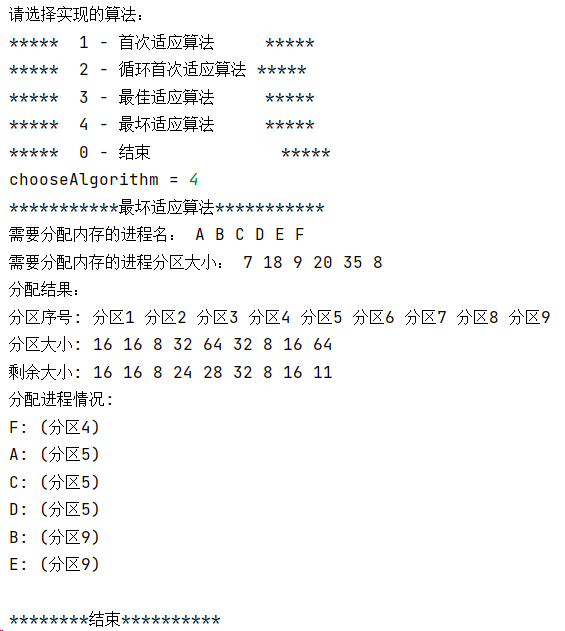 请选择实现的算法:
*****  1 - 首次适应算法     *****
*****  2 - 循环首次适应算法 *****
*****  3 - 最佳适应算法     *****
*****  4 - 最坏适应算法     *****
*****  0 - 结束             *****
chooseAlgorithm = 4
***********最坏适应算法***********
需要分配内存的进程名: A B C D E F
需要分配内存的进程分区大小: 7 18 9 20 35 8
分配结果:
分区序号: 分区1 分区2 分区3 分区4 分区5 分区6 分区7 分区8 分区9
分区大小: 16 16 8 32 64 32 8 16 64
剩余大小: 16 16 8 24 28 32 8 16 11
分配进程情况:
F: (分区4)
A: (分区5)
C: (分区5)
D: (分区5)
B: (分区9)
E: (分区9)
********结束**********